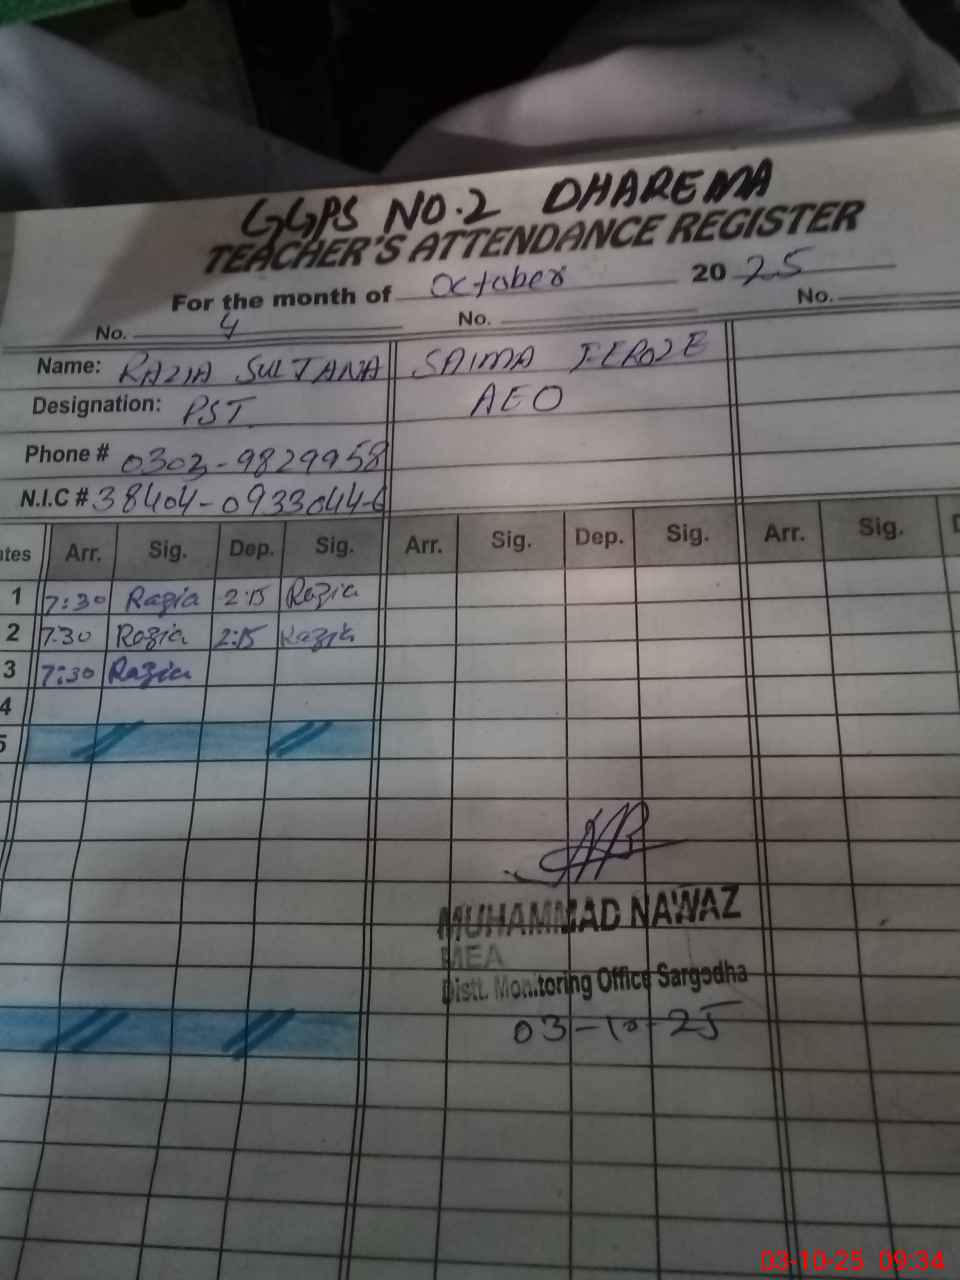 GGPS NO.2 DHAREMA
TEACHER'S ATTENDANCE REGISTER
For the month of October 2025
No. 4 No. No.
Name: RAZIA SULTANA SAIMA FEROZE
Designation: PST AEO
Phone # 0303-9829958
N.I.C # 38404-0933044-6
ates Arr. Sig. Dep. Sig. Arr. Sig. Dep. Sig. Arr. Sig. D
1 7:30 Razia 2:15 Razia
2 7:30 Razia 2:15 Razia
3 7:30 Razia
4
5
MUHAMMAD NAWAZ
MEA
Distt. Monitoring Office Sargodha
03-10-25
03-10-25 09:34